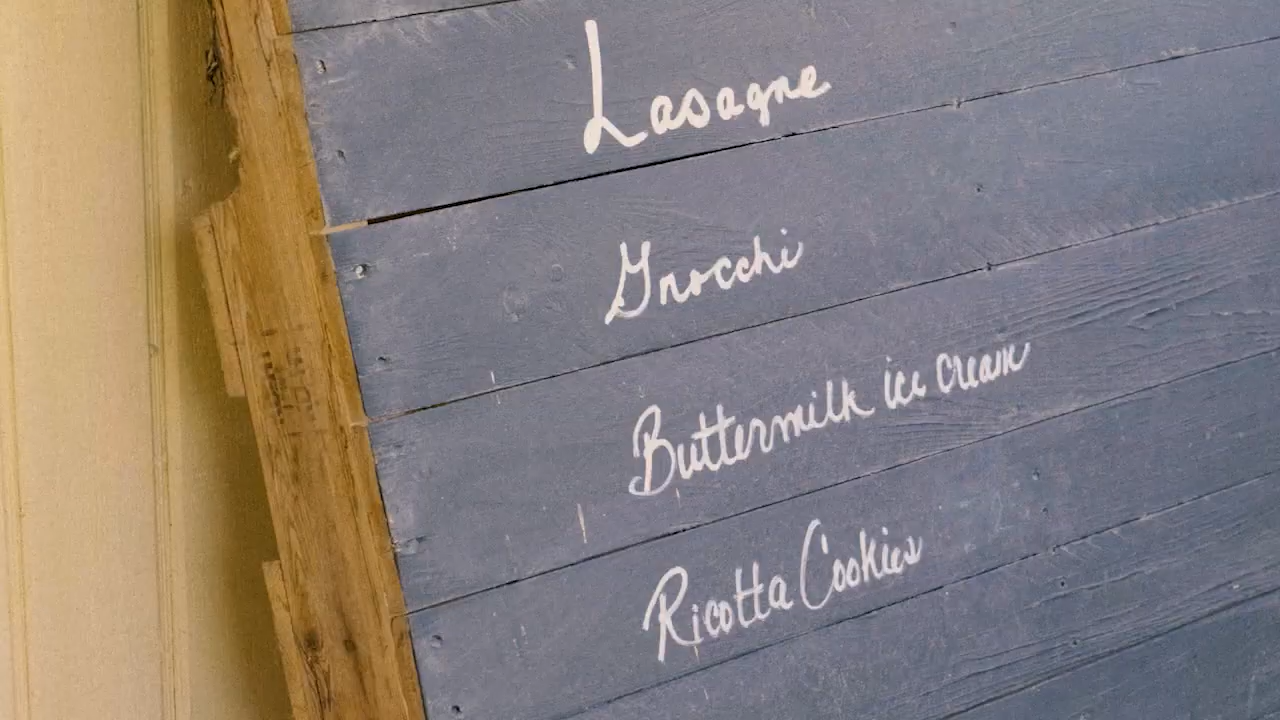 Lasagne
Gnocchi
Buttermilk ice cream
Ricotta Cookies